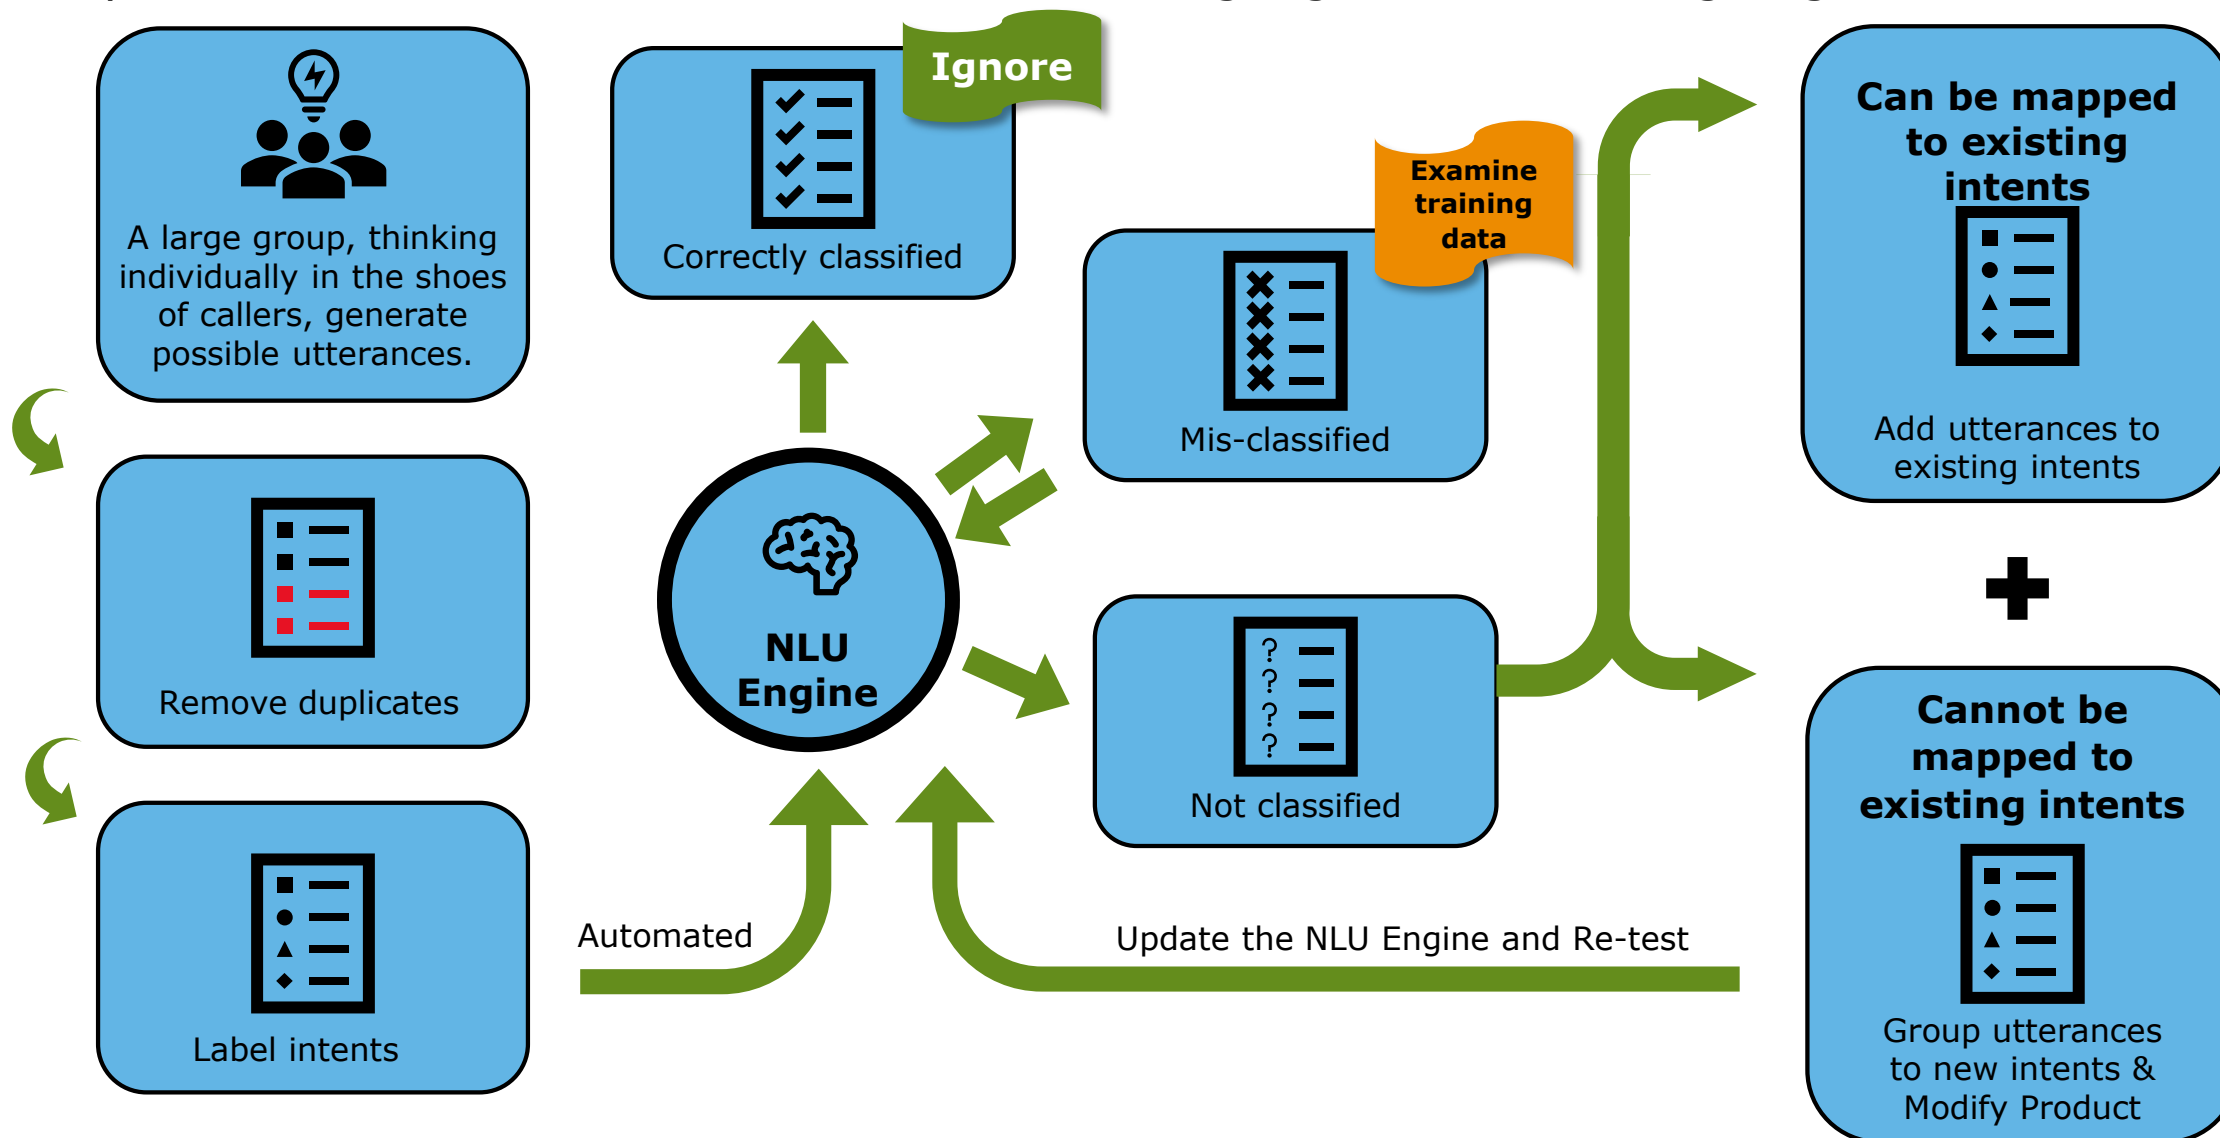 A large group, thinking
individually in the shoes
of callers, generate
possible utterances.
Remove duplicates
Label intents
Automated
Ignore
Correctly classified
NLU
Engine
Examine
training
data
Mis-classified
?
?
?
?
Not classified
Update the NLU Engine and Re-test
Can be mapped
to existing
intents
Add utterances to
existing intents
Cannot be
mapped to
existing intents
Group utterances
to new intents &
Modify Product